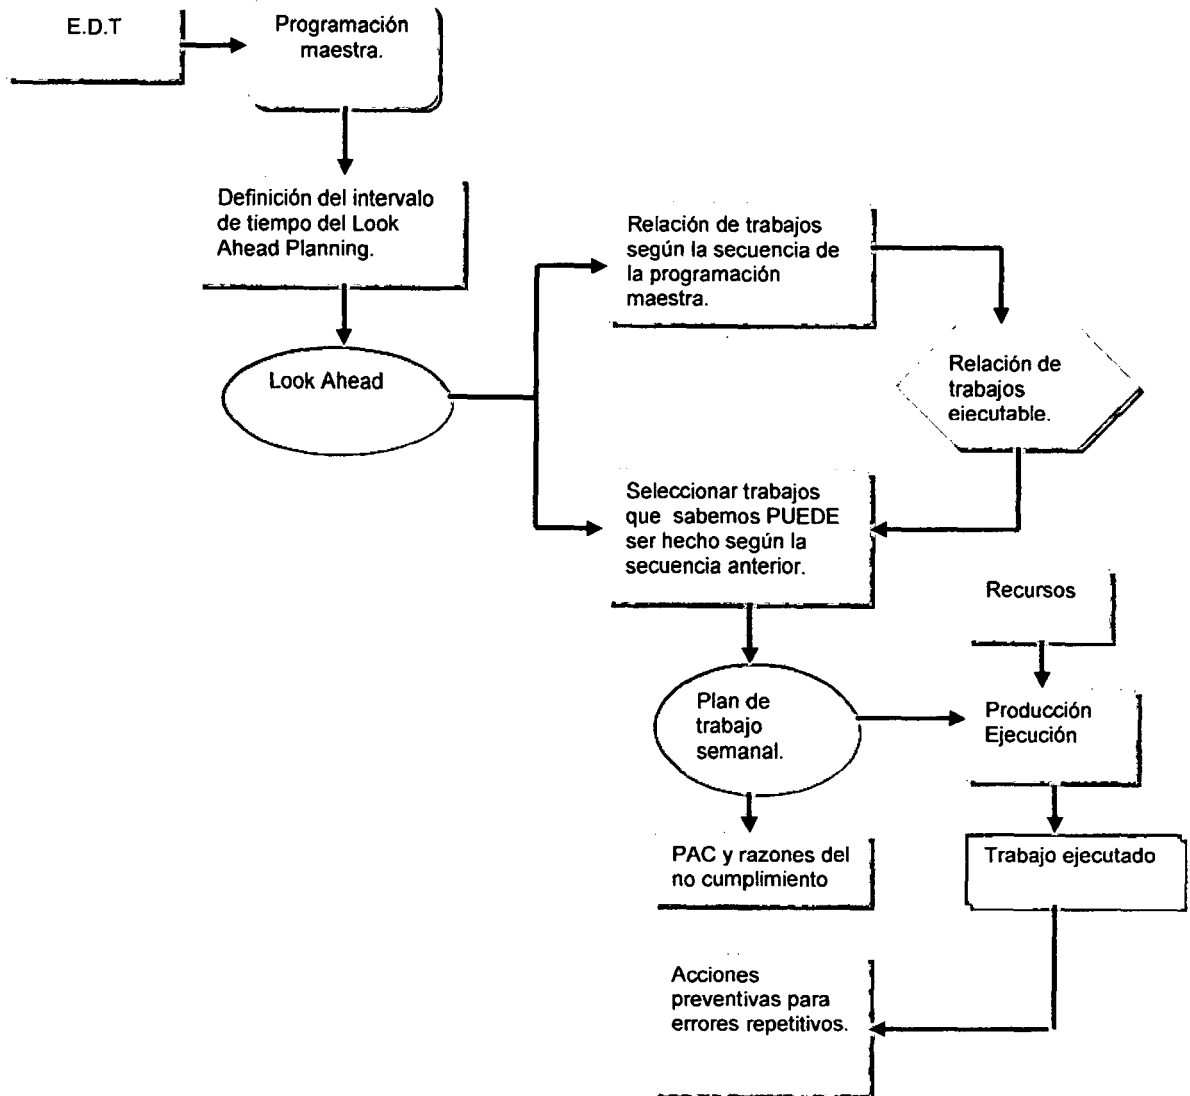 E.D.T
Programación
maestra.
Definición del intervalo
de tiempo del Look
Ahead Planning.
Relación de trabajos
según la secuencia de
la programación
maestra.
Look Ahead
Relación de
trabajos
ejecutable.
Seleccionar trabajos
que sabemos PUEDE
ser hecho según la
secuencia anterior.
Recursos
Plan de
trabajo
semanal.
Producción
Ejecución
PAC y razones del
no cumplimiento
Trabajo ejecutado
Acciones
preventivas para
errores repetitivos.